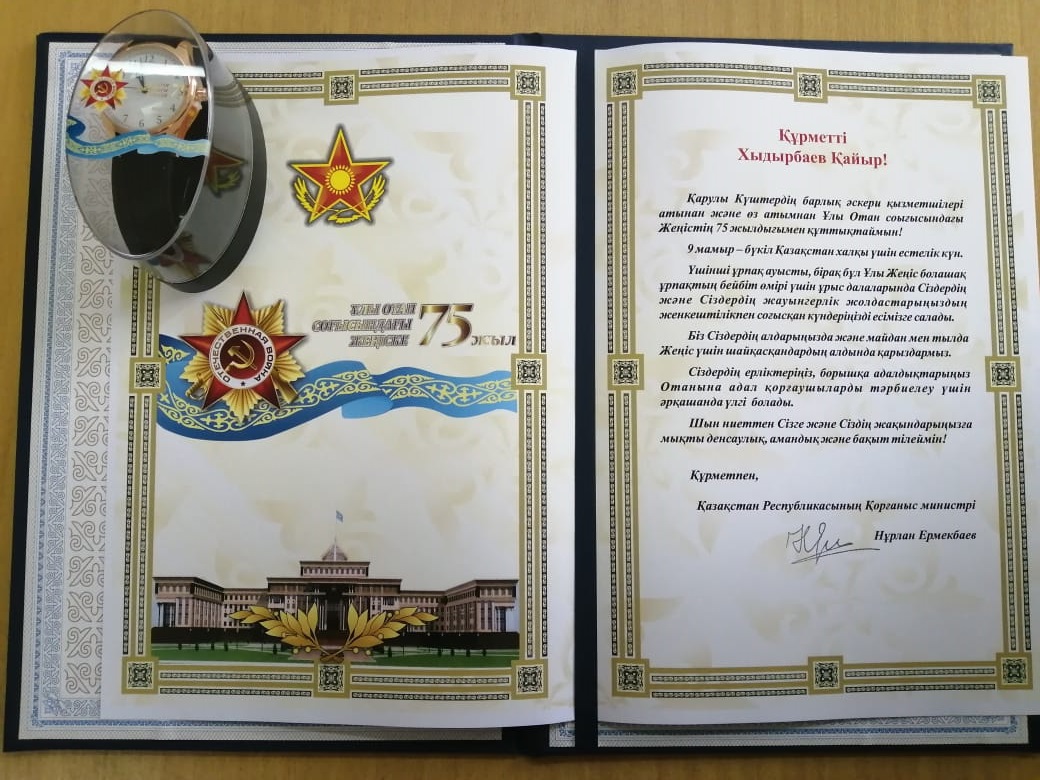 ҰЛЫ ОТАН
СОҒЫСЫНДАҒЫ
ЖЕҢІСКЕ
75 ЖЫЛ
ОТЕЧЕСТВЕННАЯ ВОЙНА
Құрметті
Хыдырбаев Қайыр!
Қарулы Күштердің барлық әскери қызметшілері
атынан және өз атымнан Ұлы Отан соығысындағы
Жеңістің 75 жылдығымен құттықтаймын!
9 мамыр – бүкіл Қазақстан халқы үшін естелік күн.
Үшінші ұрпақ ауысты, бірақ бұл Ұлы Жеңіс болашақ
ұрпақтың бейбіт өмірі үшін ұрыс далаларында Сіздердің
және Сіздердің жауынгерлік жолдастарыңыздың
женкештілікпен соғысқан күндеріңізді есімізге салады.
Біз Сіздердің алдарыңызда және майдан мен тылда
Жеңіс үшін шайқасқандардың алдында қарыздармыз.
Сіздердің ерліктеріңіз, борышқа адалдықтарыңыз
Отанына адал қорғаушыларды тәрбиелеу үшін
әрқашанда үлгі болады.
Шын ниеттен Сізге және Сіздің жақындарыңызға
мықты денсаулық, амандық және бақыт тілеймін!
Құрметпен,
Қазақстан Республикасының Қорғаныс министрі
Нұрлан Ермекбаев